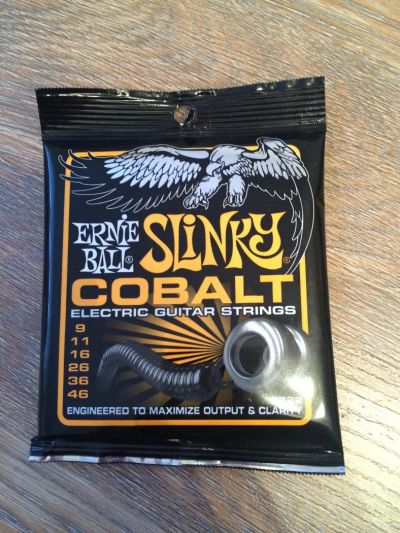 ERNIE BALL® SLINKY®
COBALT
ELECTRIC GUITAR STRINGS
9
11
16
26
36
46
ENGINEERED TO MAXIMIZE OUTPUT & CLARITY